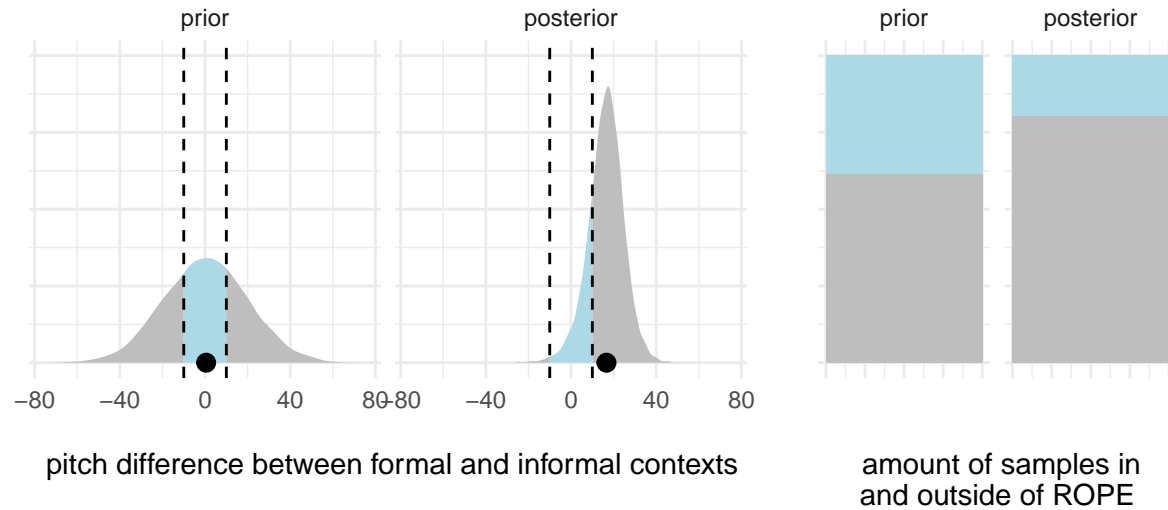 prior posterior prior posterior
−80 −40 0 40 80 −80 −40 0 40 80
pitch difference between formal and informal contexts
amount of samples in
and outside of ROPE